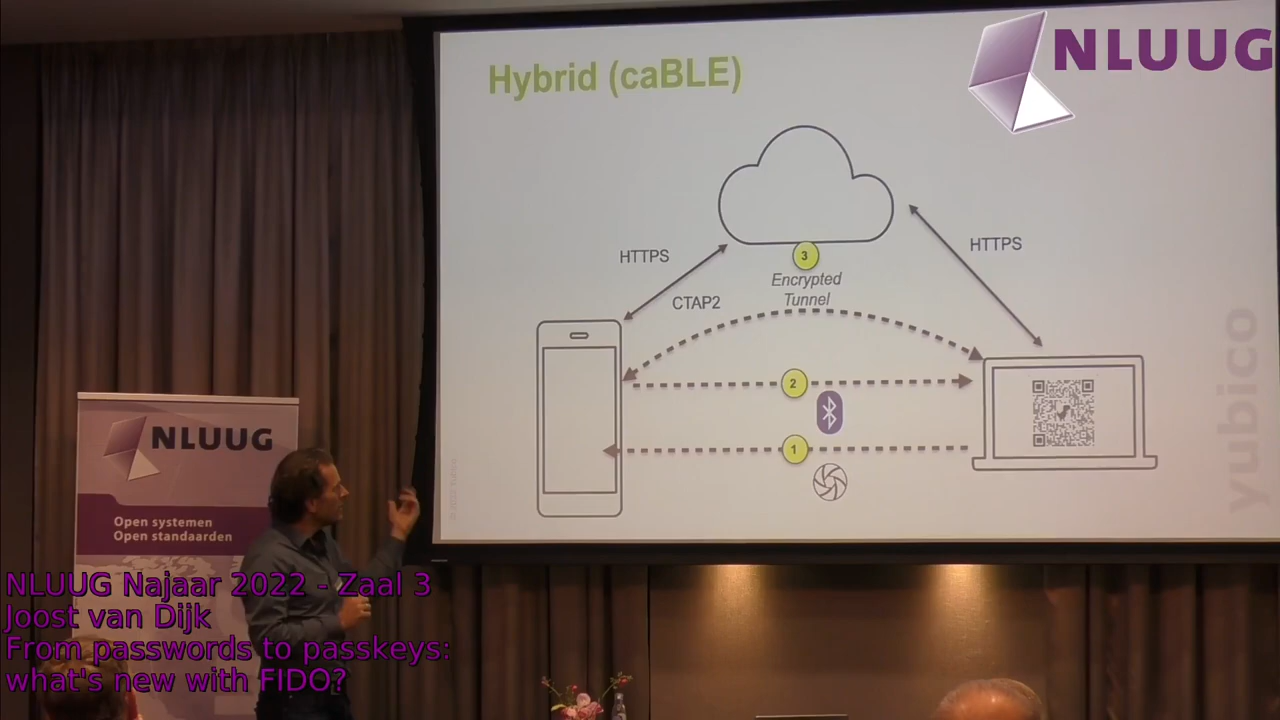 Hybrid (caBLE)
NLUUG
HTTPS
HTTPS
3
Encrypted
Tunnel
CTAP2
2
1
yubico
NLUUG
Open systemen
Open standaarden
NLUUG Najaar 2022 - Zaal 3
Joost van Dijk
From passwords to passkeys:
what's new with FIDO?